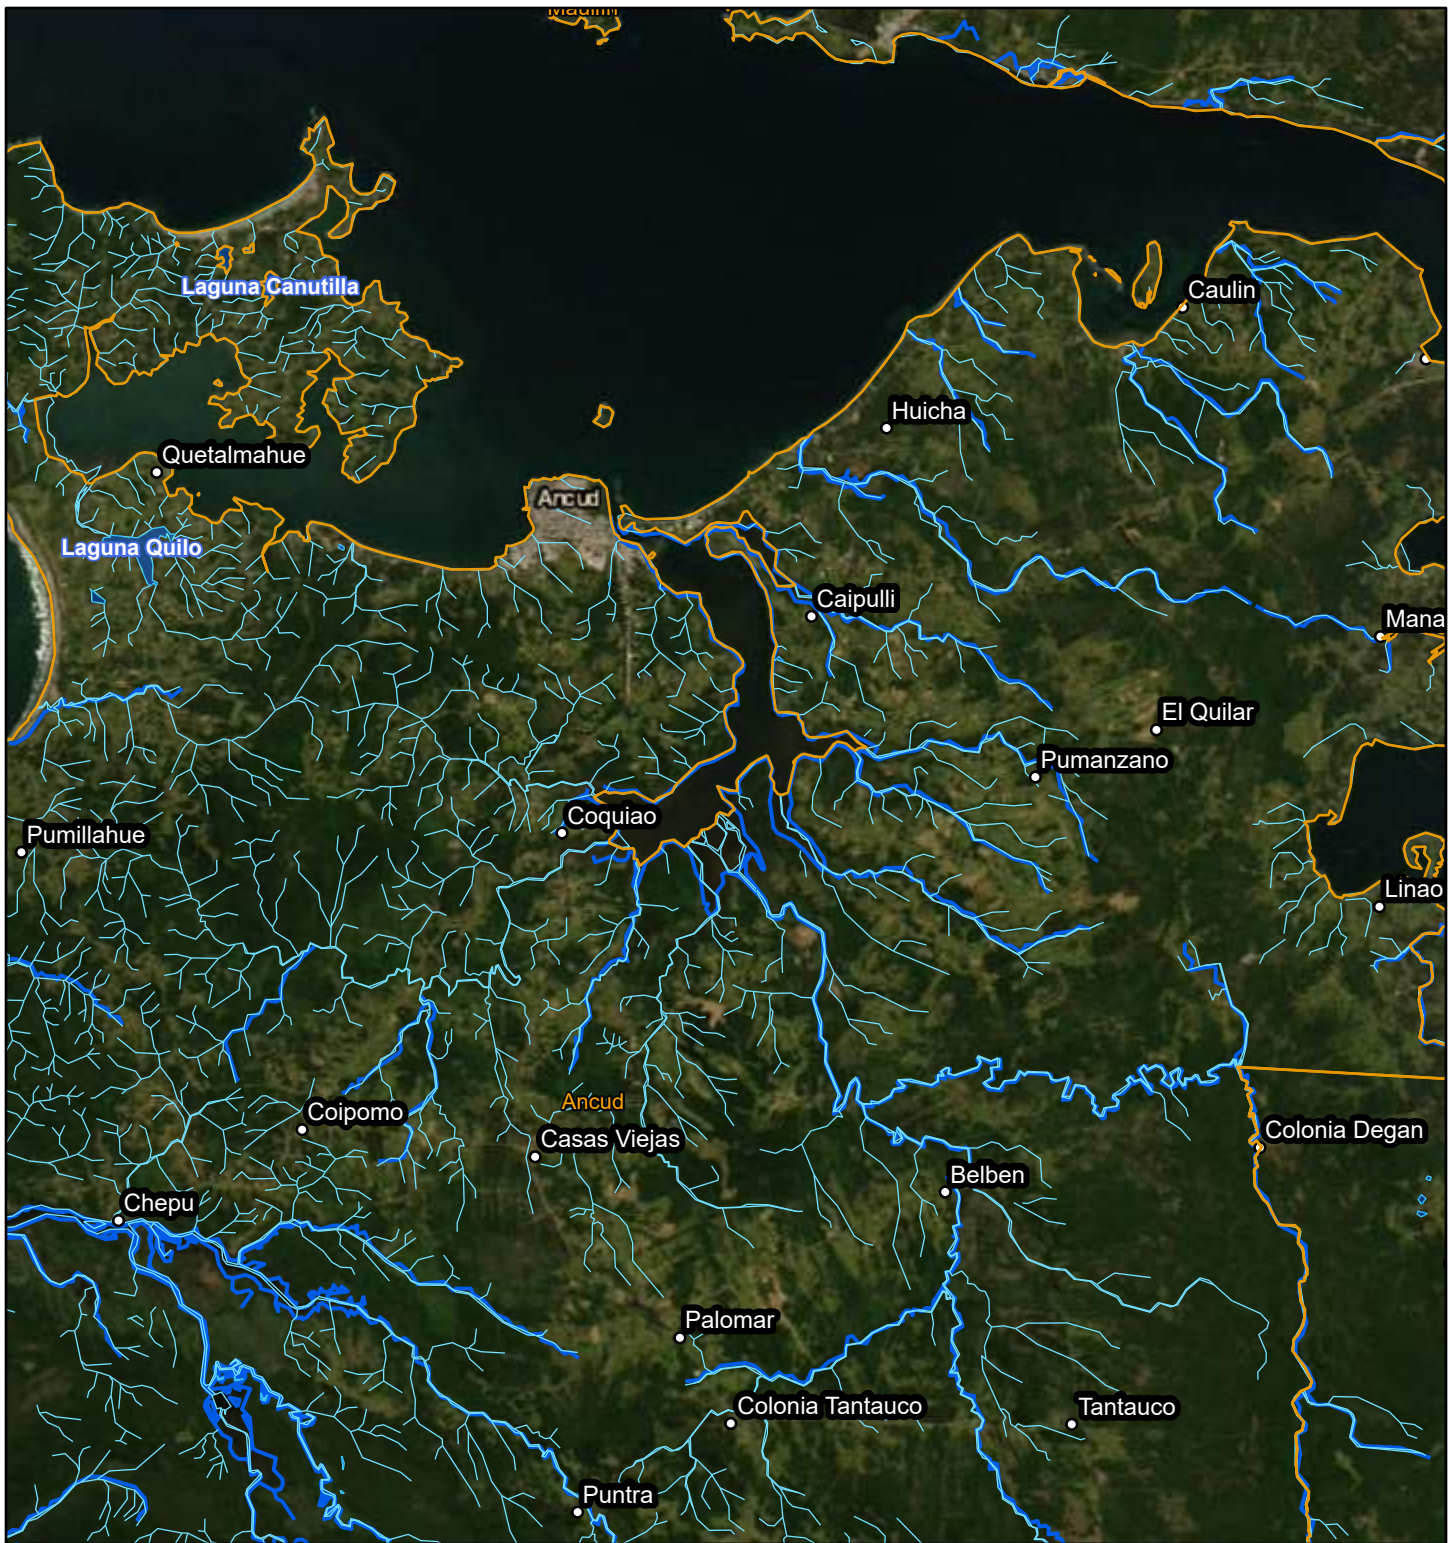 Maullín
Laguna Canutilla
Caulin
Huicha
Quetalmahue
Ancud
Laguna Quilo
Caipulli
Mana
El Quilar
Pumanzano
Coquiao
Pumillahue
Linao
Ancud
Coipomo
Casas Viejas
Colonia Degan
Belben
Chepu
Palomar
Colonia Tantauco
Tantauco
Puntra